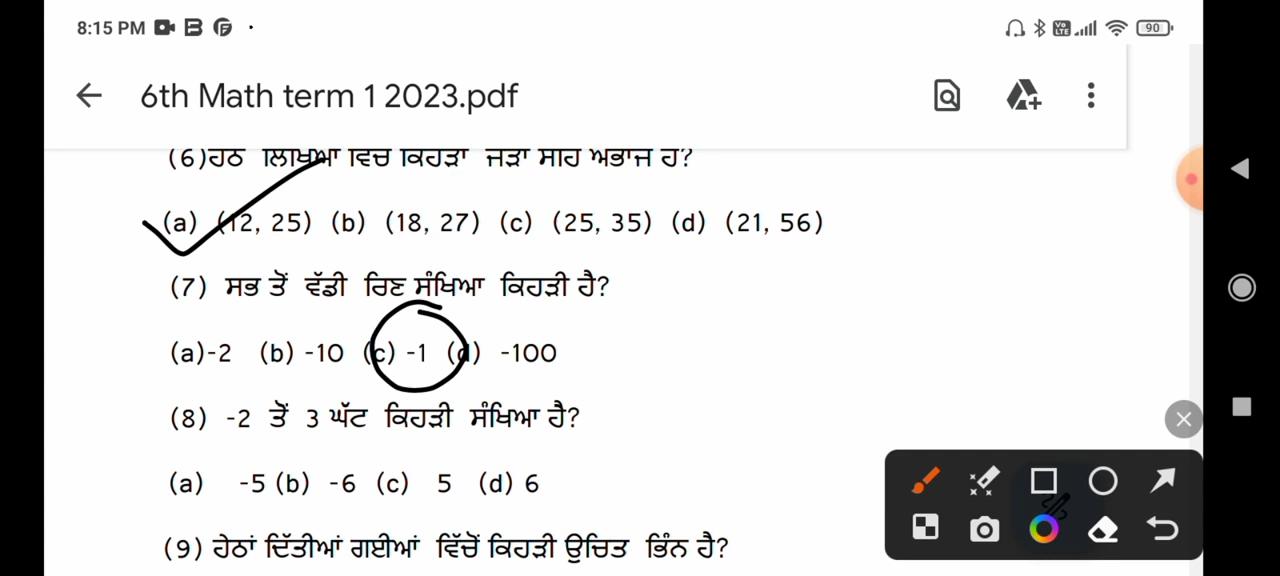 8:15 PM
90
6th Math term 1 2023.pdf
(6)ਹੇਠ ਲਿਖਿਆਂ ਵਿੱਚੋਂ ਕਿਹੜਾ ਜੋੜਾ ਸਹਿ ਅਭਾਜ ਹੈ?
(a) (12, 25) (b) (18, 27) (c) (25, 35) (d) (21, 56)
(7) ਸਭ ਤੋਂ ਵੱਡੀ ਰਿਣ ਸੰਖਿਆ ਕਿਹੜੀ ਹੈ?
(a)-2 (b) -10 (c) -1 (d) -100
(8) -2 ਤੋਂ 3 ਘੱਟ ਕਿਹੜੀ ਸੰਖਿਆ ਹੈ?
(a) -5 (b) -6 (c) 5 (d) 6
(9) ਹੇਠਾਂ ਦਿੱਤੀਆਂ ਗਈਆਂ ਵਿੱਚੋਂ ਕਿਹੜੀ ਉਚਿਤ ਭਿੰਨ ਹੈ?